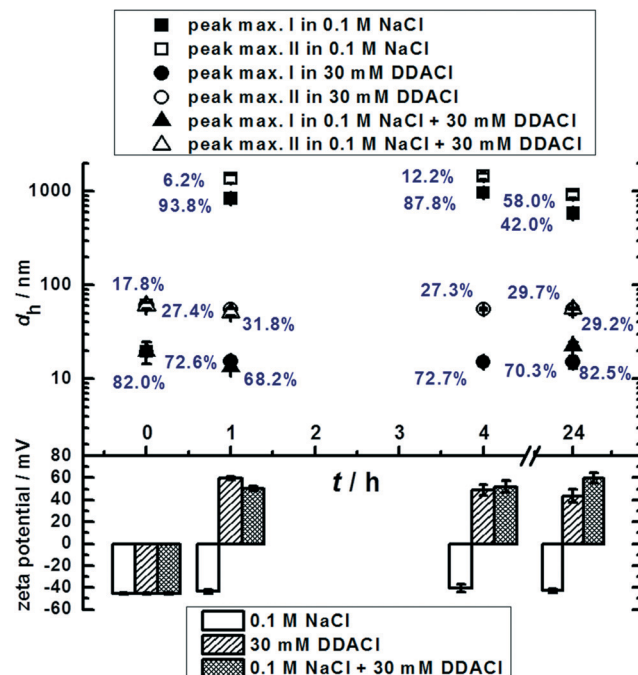 peak max. I in 0.1 M NaCl
peak max. II in 0.1 M NaCl
peak max. I in 30 mM DDACl
peak max. II in 30 mM DDACl
peak max. I in 0.1 M NaCl + 30 mM DDACl
peak max. II in 0.1 M NaCl + 30 mM DDACl
dh / nm
1000
100
10
6.2%
93.8%
12.2%
87.8%
58.0%
42.0%
17.8%
27.4%
31.8%
27.3%
29.7%
29.2%
82.0%
72.6%
68.2%
72.7%
70.3%
82.5%
0 1 2 3 4 24
t / h
zeta potential / mV
80
60
40
20
0
-20
-40
-60
0.1 M NaCl
30 mM DDACl
0.1 M NaCl + 30 mM DDACl